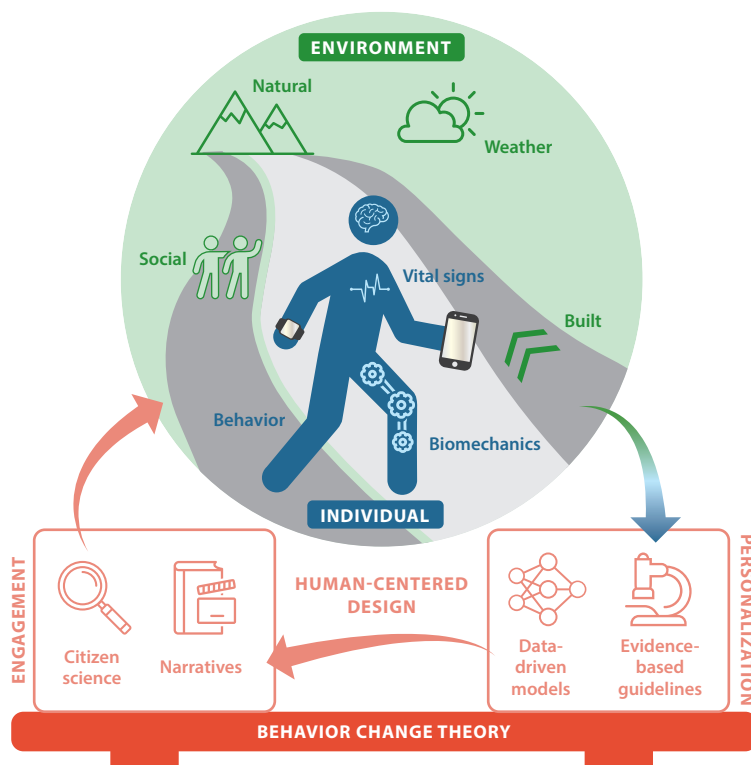 ENVIRONMENT
Natural
Weather
Social
Vital signs
Built
Behavior
Biomechanics
INDIVIDUAL
ENGAGEMENT
Citizen
science
Narratives
HUMAN-CENTERED
DESIGN
Data-
driven
models
Evidence-
based
guidelines
PERSONALIZATION
BEHAVIOR CHANGE THEORY